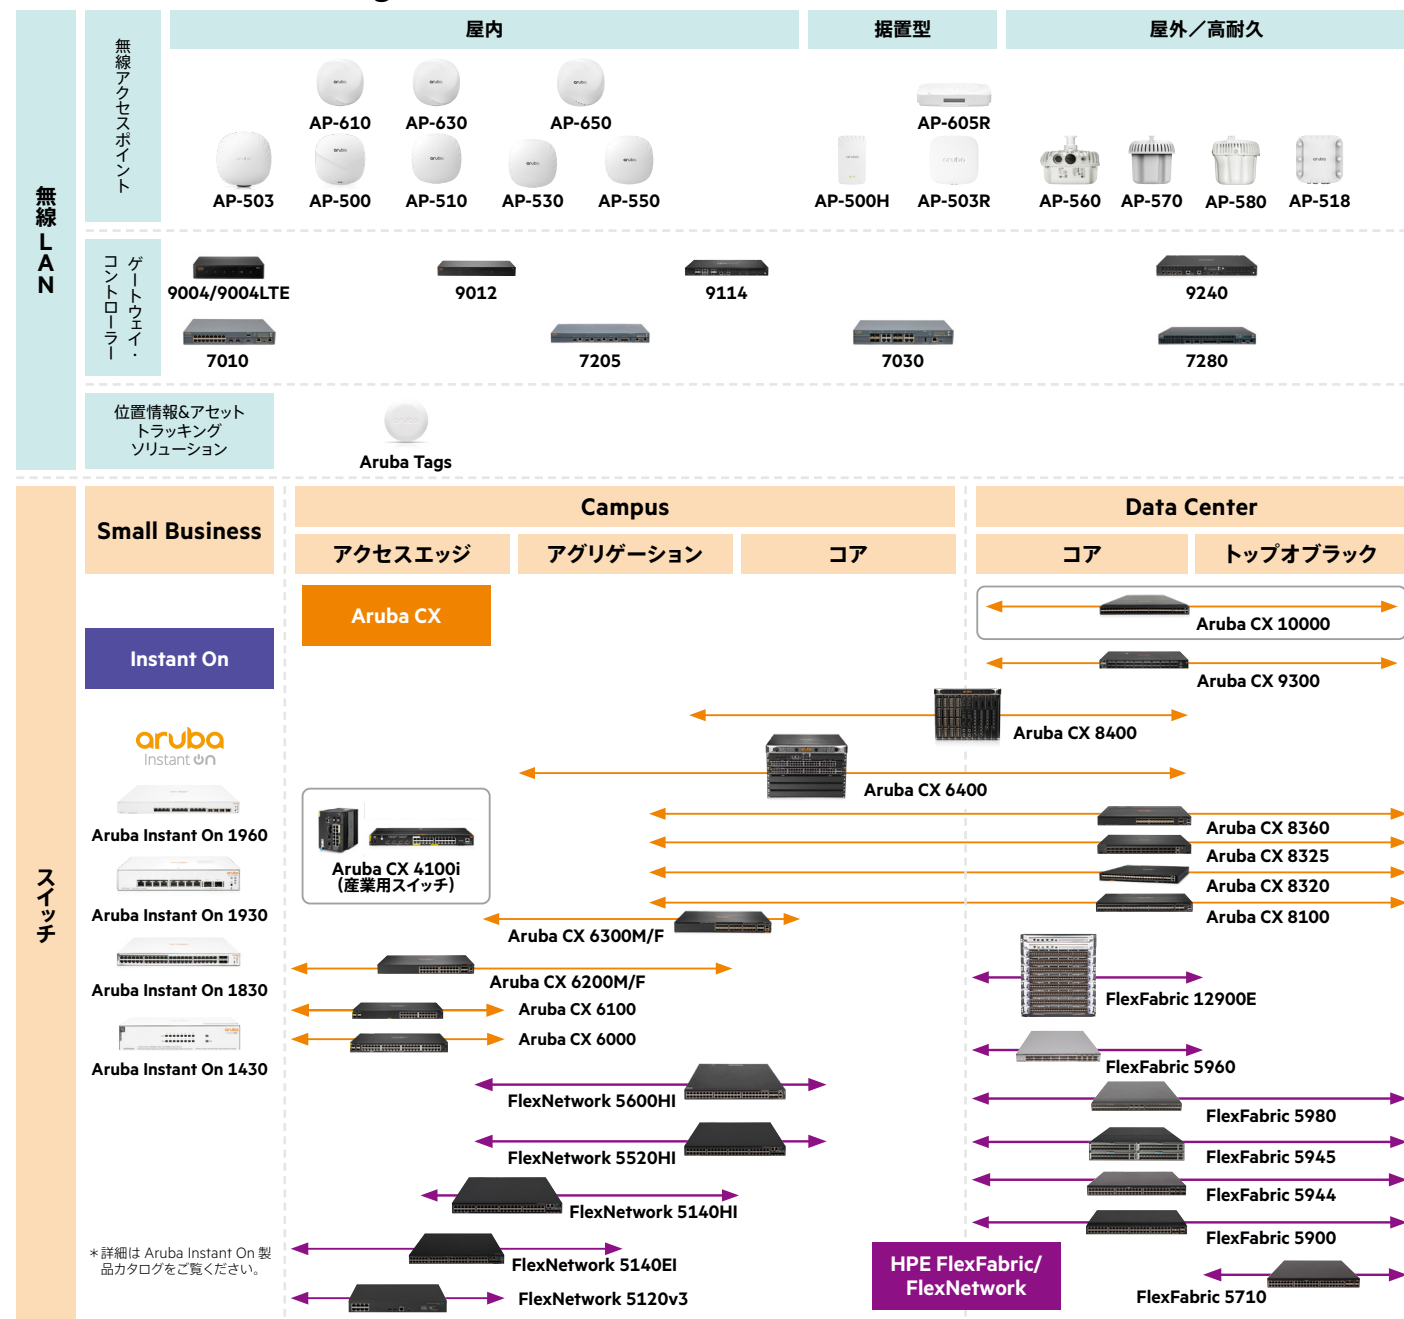 無線LAN
無線アクセスポイント
屋内
据置型
屋外／高耐久
AP-610
AP-630
AP-650
AP-605R
AP-503
AP-500
AP-510
AP-530
AP-550
AP-500H
AP-503R
AP-560
AP-570
AP-580
AP-518
ゲートウェイ・
コントローラー
9004/9004LTE
9012
9114
9240
7010
7205
7030
7280
位置情報&アセット
トラッキング
ソリューション
Aruba Tags
スイッチ
Small Business
Campus
Data Center
アクセスエッジ
アグリゲーション
コア
コア
トップオブラック
Instant On
aruba
Instant On
Aruba Instant On 1960
Aruba Instant On 1930
Aruba Instant On 1830
Aruba Instant On 1430
＊詳細は Aruba Instant On 製
品カタログをご覧ください。
Aruba CX
Aruba CX 10000
Aruba CX 9300
Aruba CX 8400
Aruba CX 6400
Aruba CX 4100i
(産業用スイッチ)
Aruba CX 8360
Aruba CX 8325
Aruba CX 8320
Aruba CX 8100
Aruba CX 6300M/F
Aruba CX 6200M/F
Aruba CX 6100
Aruba CX 6000
FlexFabric 12900E
FlexFabric 5960
FlexNetwork 5600HI
FlexFabric 5980
FlexNetwork 5520HI
FlexFabric 5945
FlexNetwork 5140HI
FlexFabric 5944
FlexFabric 5900
FlexNetwork 5140EI
HPE FlexFabric/
FlexNetwork
FlexNetwork 5120v3
FlexFabric 5710